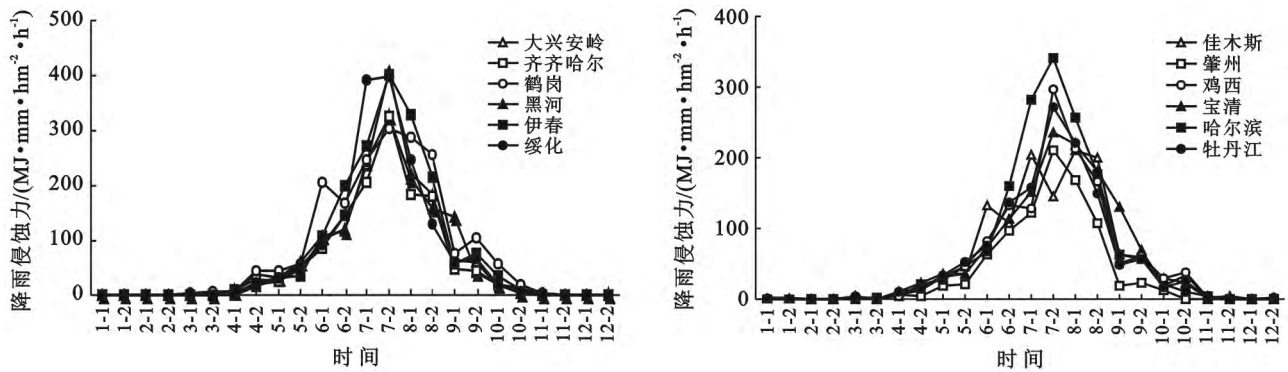 降雨侵蚀力/(MJ·mm·hm-2·h-1)
500
400
300
200
100
0
大兴安岭
齐齐哈尔
鹤岗
黑河
伊春
绥化
1-1 1-2 2-1 2-1 3-1 3-2 4-1 4-2 5-1 5-2 6-1 6-2 7-1 7-2 8-1 8-2 9-1 9-2 10-1 10-2 11-1 11-2 12-1 12-2
时间
降雨侵蚀力/(MJ·mm·hm-2·h-1)
400
300
200
100
0
佳木斯
肇州
鸡西
宝清
哈尔滨
牡丹江
1-1 1-2 2-1 2-2 3-1 3-2 4-1 4-2 5-1 5-2 6-1 6-2 7-1 7-2 8-1 8-2 9-1 9-2 10-1 10-2 11-1 11-2 12-1 12-2
时间